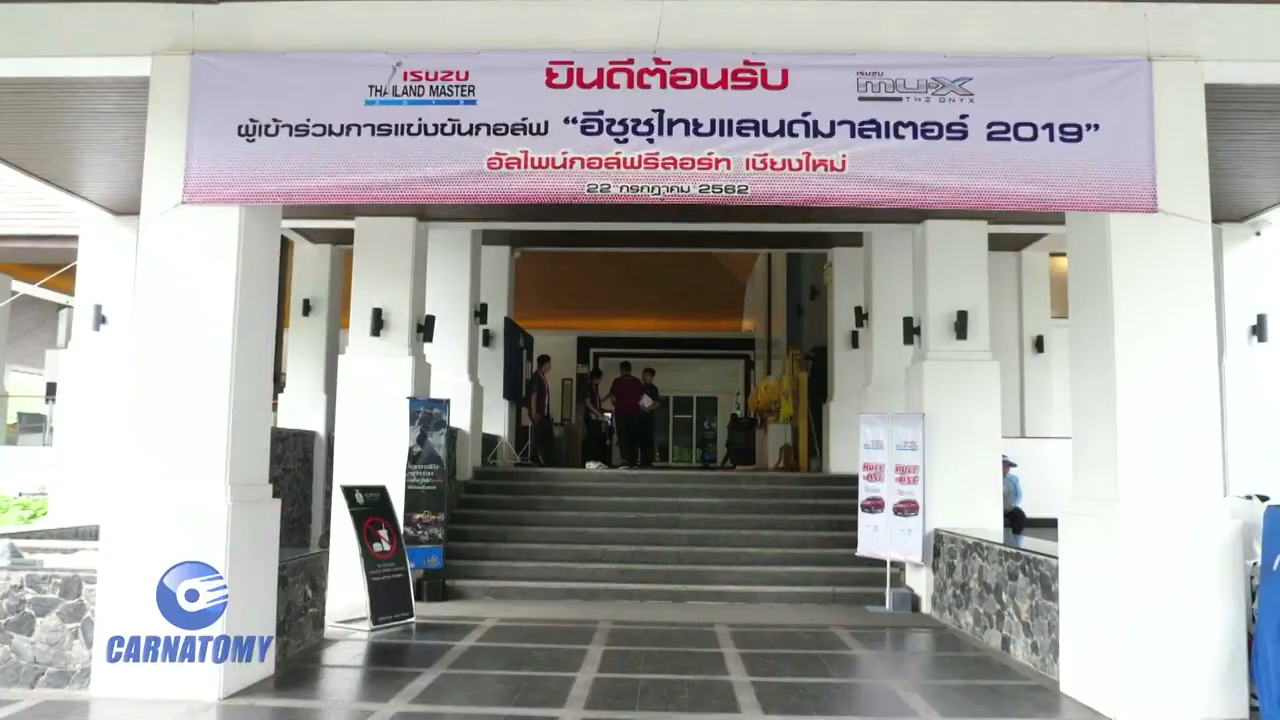 ISUZU
THAILAND MASTER
2019
ยินดีต้อนรับ
ISUZU
mu-X
THE ONYX
ผู้เข้าร่วมการแข่งขันกอล์ฟ “อีซูซุไทยแลนด์มาสเตอร์ 2019”
อัลไพน์กอล์ฟรีสอร์ท เชียงใหม่
22 กรกฎาคม 2562
HOLE
HOLE
CARNATOMY